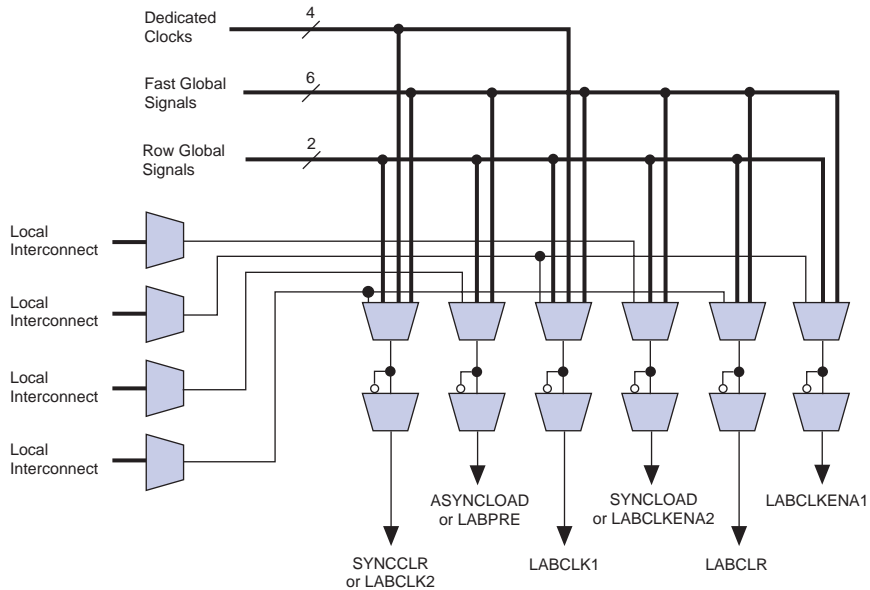 Dedicated
Clocks
4
Fast Global
Signals
6
Row Global
Signals
2
Local
Interconnect
Local
Interconnect
Local
Interconnect
Local
Interconnect
ASYNCLOAD
or LABPRE
SYNCLOAD
or LABCLKENA2
LABCLKENA1
SYNCCLR
or LABCLK2
LABCLK1
LABCLR